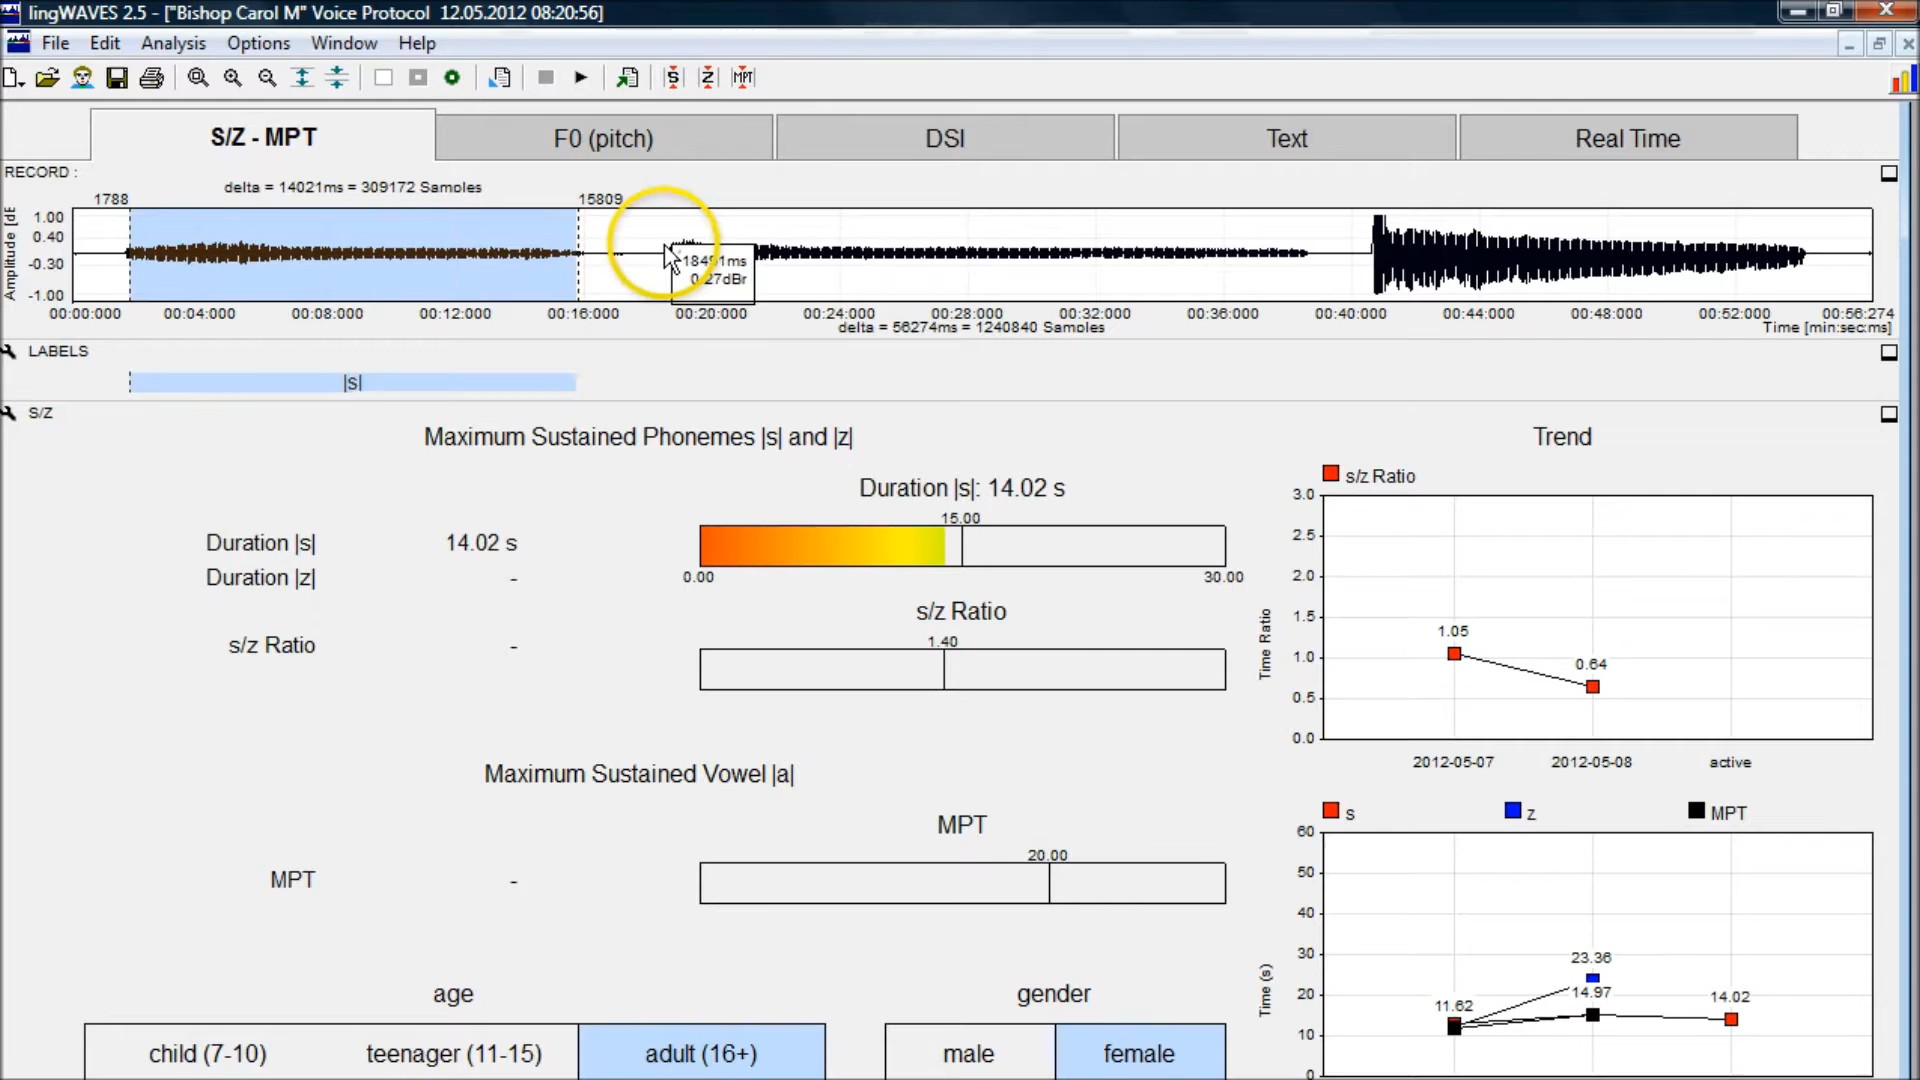 lingWAVES 2.5 - ["Bishop Carol M" Voice Protocol 12.05.2012 08:20:56]
File Edit Analysis Options Window Help
S Z MPT
S/Z - MPT F0 (pitch) DSI Text Real Time
RECORD :
delta = 14021ms = 309172 Samples
1788 15809
Amplitude [dB
1.00
0.40
-0.30
-1.00
18491ms
0.27dBr
00:00:000 00:04:000 00:08:000 00:12:000 00:16:000 00:20:000 00:24:000 00:28:000 00:32:000 00:36:000 00:40:000 00:44:000 00:48:000 00:52:000 00:56:274
delta = 56274ms = 1240840 Samples Time [min:sec:ms]
LABELS
|s|
S/Z
Maximum Sustained Phonemes |s| and |z|
Duration |s|: 14.02 s
15.00
Duration |s| 14.02 s
Duration |z| -
0.00 30.00
s/z Ratio
1.40
s/z Ratio -
Maximum Sustained Vowel |a|
MPT
20.00
MPT -
age gender
child (7-10) teenager (11-15) adult (16+) male female
Trend
s/z Ratio
Time Ratio
3.0
2.5
2.0
1.5
1.0
0.5
0.0
1.05
0.64
2012-05-07 2012-05-08 active
s z MPT
Time (s)
60
50
40
30
20
10
0
23.36
11.62 14.97 14.02